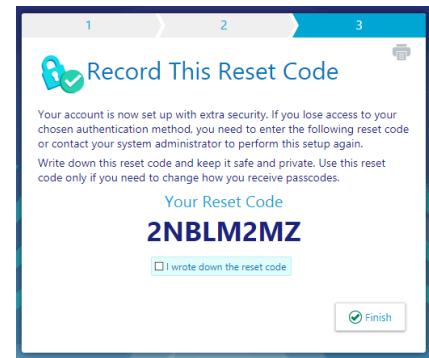 1 2 3
Record This Reset Code
Your account is now set up with extra security. If you lose access to your
chosen authentication method, you need to enter the following reset code
or contact your system administrator to perform this setup again.
Write down this reset code and keep it safe and private. Use this reset
code only if you need to change how you receive passcodes.
Your Reset Code
2NBLM2MZ
I wrote down the reset code
Finish